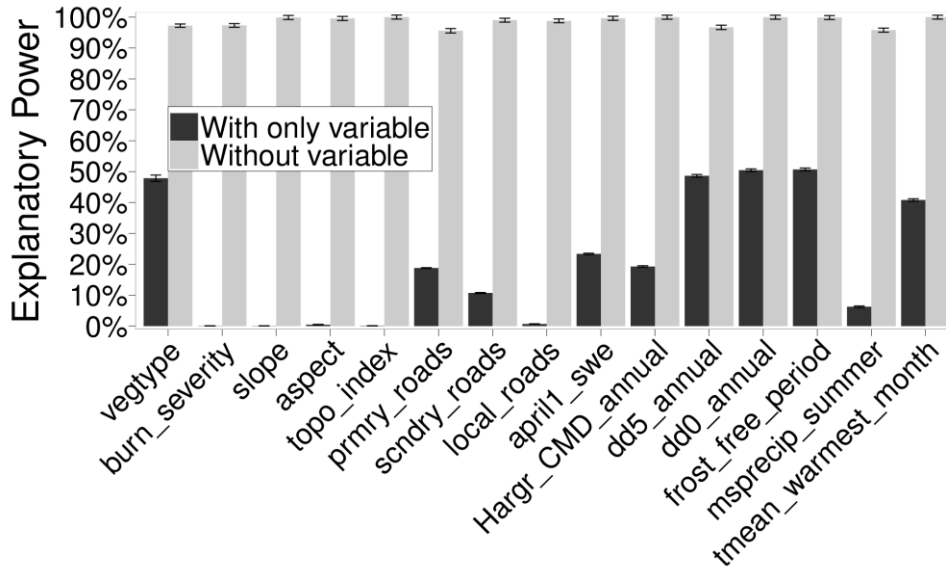 Explanatory Power
100%
90%
80%
70%
60%
50%
40%
30%
20%
10%
0%
With only variable
Without variable
vegtype
burn_severity
slope
aspect
topo_index
prmry_roads
scndry_roads
local_roads
april1_swe
Hargr_CMD_annual
dd5_annual
dd0_annual
frost_free_period
msprecip_summer
tmean_warmest_month